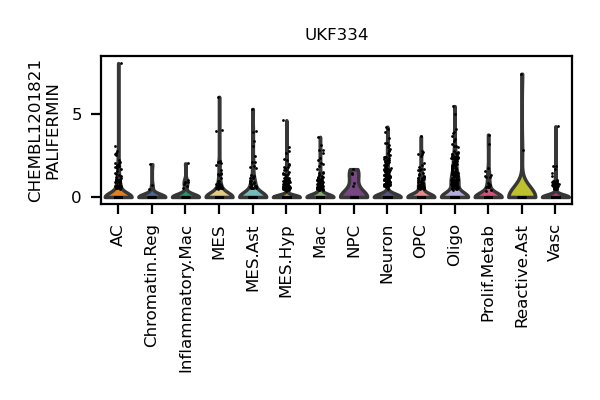 UKF334
CHEMBL1201821
PALIFERMIN
5
0
AC
Chromatin.Reg
Inflammatory.Mac
MES
MES.Ast
MES.Hyp
Mac
NPC
Neuron
OPC
Oligo
Prolif.Metab
Reactive.Ast
Vasc